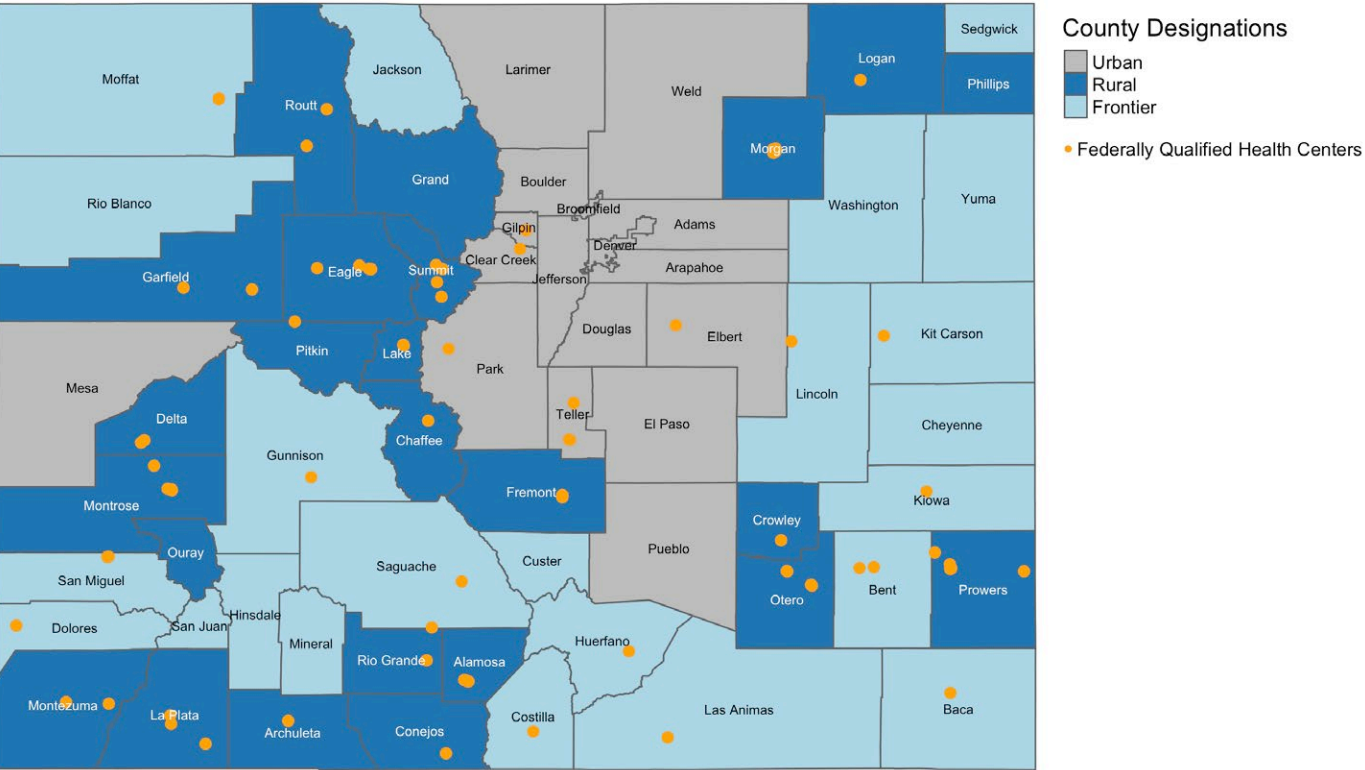 County Designations
Urban
Rural
Frontier
Federally Qualified Health Centers
Sedgwick
Logan
Phillips
Moffat
Jackson
Larimer
Weld
Routt
Morgan
Grand
Boulder
Rio Blanco
Broomfield
Washington
Yuma
Gilpin
Adams
Denver
Clear Creek
Arapahoe
Garfield
Eagle
Summit
Jefferson
Douglas
Elbert
Kit Carson
Pitkin
Lake
Park
Mesa
Lincoln
Delta
Teller
El Paso
Cheyenne
Chaffee
Gunnison
Fremont
Kiowa
Montrose
Crowley
Pueblo
Ouray
Saguache
Custer
San Miguel
Otero
Bent
Prowers
Hinsdale
San Juan
Dolores
Mineral
Huerfano
Rio Grande
Alamosa
Montezuma
La Plata
Costilla
Las Animas
Baca
Archuleta
Conejos